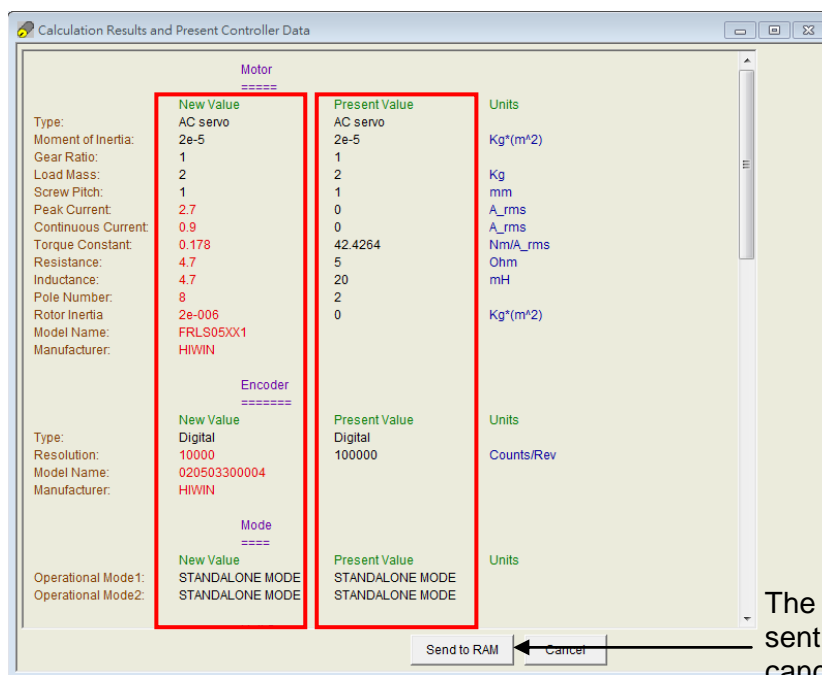 Calculation Results and Present Controller Data
Motor
=====
New Value Present Value Units
Type: AC servo AC servo
Moment of Inertia: 2e-5 2e-5 Kg*(m^2)
Gear Ratio: 1 1
Load Mass: 2 2 Kg
Screw Pitch: 1 1 mm
Peak Current: 2.7 0 A_rms
Continuous Current: 0.9 0 A_rms
Torque Constant: 0.178 42.4264 Nm/A_rms
Resistance: 4.7 5 Ohm
Inductance: 4.7 20 mH
Pole Number: 8 2
Rotor Inertia 2e-006 0 Kg*(m^2)
Model Name: FRLS05XX1
Manufacturer: HIWIN
Encoder
=======
New Value Present Value Units
Type: Digital Digital
Resolution: 10000 100000 Counts/Rev
Model Name: 020503300004
Manufacturer: HIWIN
Mode
====
New Value Present Value Units
Operational Mode1: STANDALONE MODE STANDALONE MODE
Operational Mode2: STANDALONE MODE STANDALONE MODE
Send to RAM Cancel
The
sent